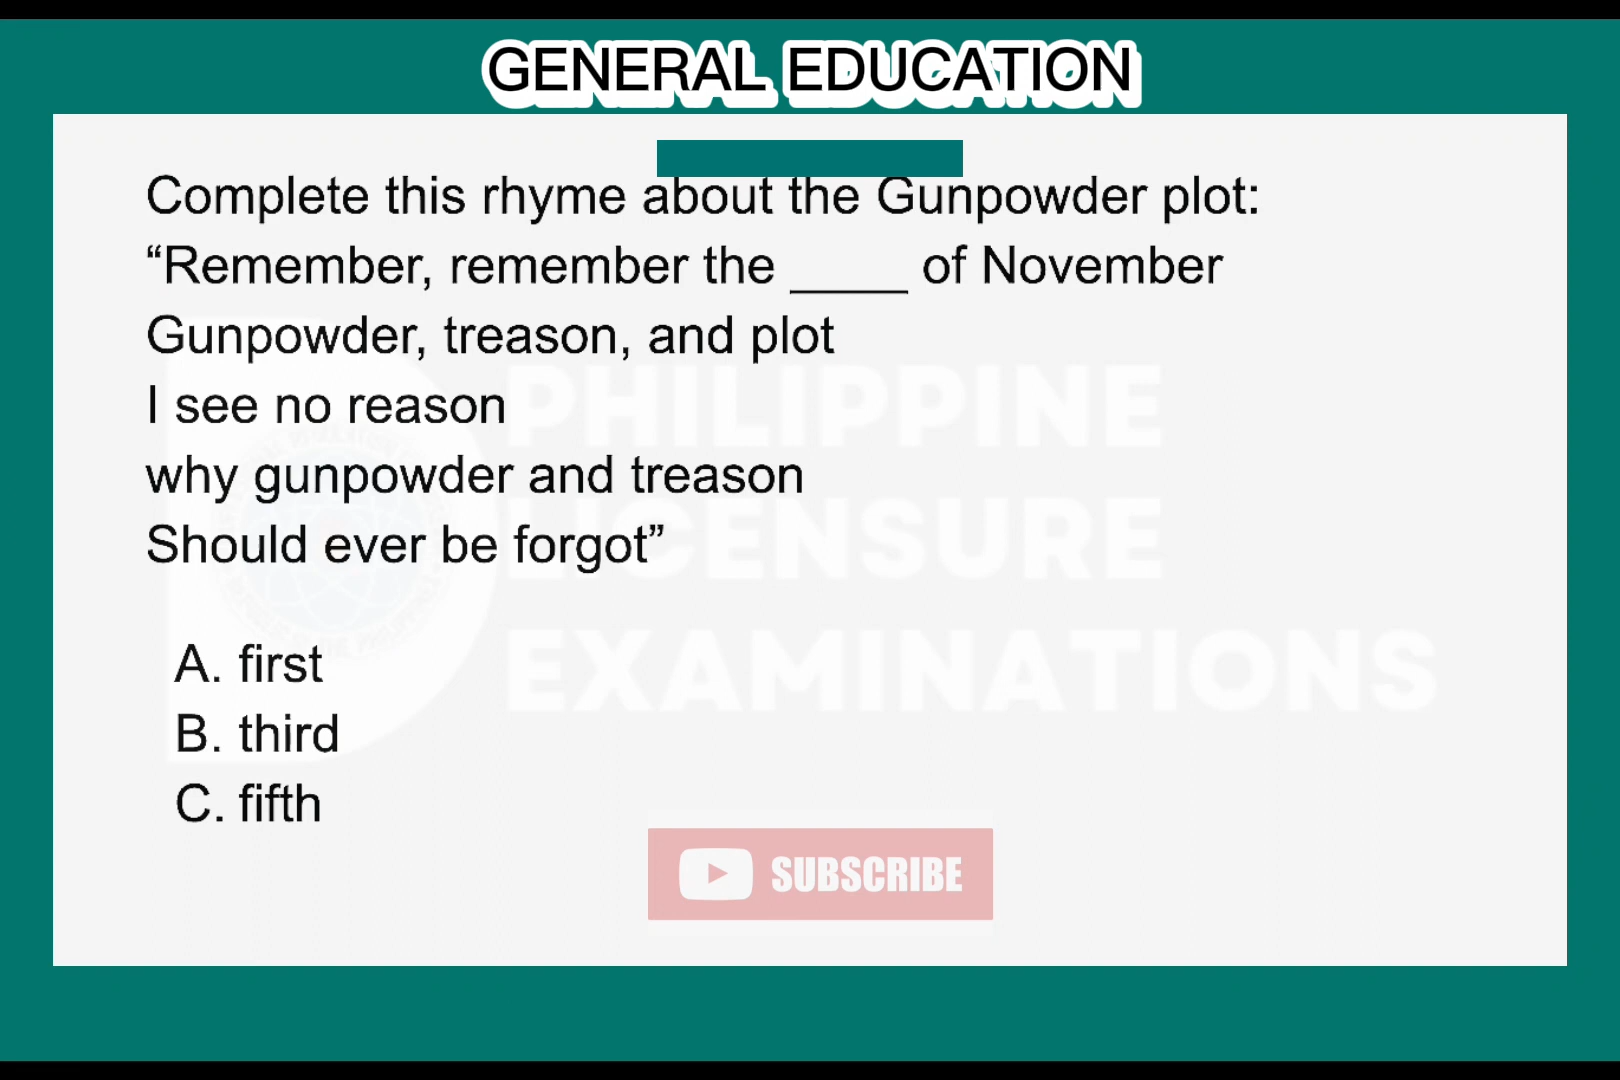 GENERAL EDUCATION
Complete this rhyme about the Gunpowder plot:
“Remember, remember the ____ of November
Gunpowder, treason, and plot
I see no reason
why gunpowder and treason
Should ever be forgot”
PHILIPPINE
LICENSURE
EXAMINATIONS
A. first
B. third
C. fifth
SUBSCRIBE